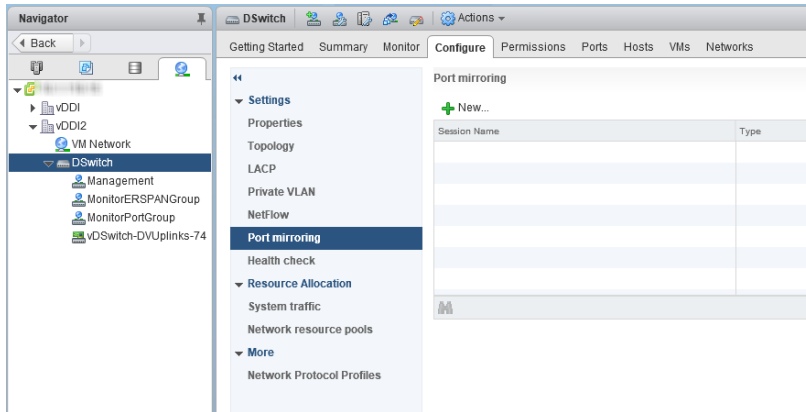 Navigator
Back
vDDI
vDDI2
VM Network
DSwitch
Management
MonitorERSPANGroup
MonitorPortGroup
vDSwitch-DVUplinks-74
DSwitch Actions
Getting Started Summary Monitor Configure Permissions Ports Hosts VMs Networks
Settings
Properties
Topology
LACP
Private VLAN
NetFlow
Port mirroring
Health check
Resource Allocation
System traffic
Network resource pools
More
Network Protocol Profiles
Port mirroring
New...
Session Name Type